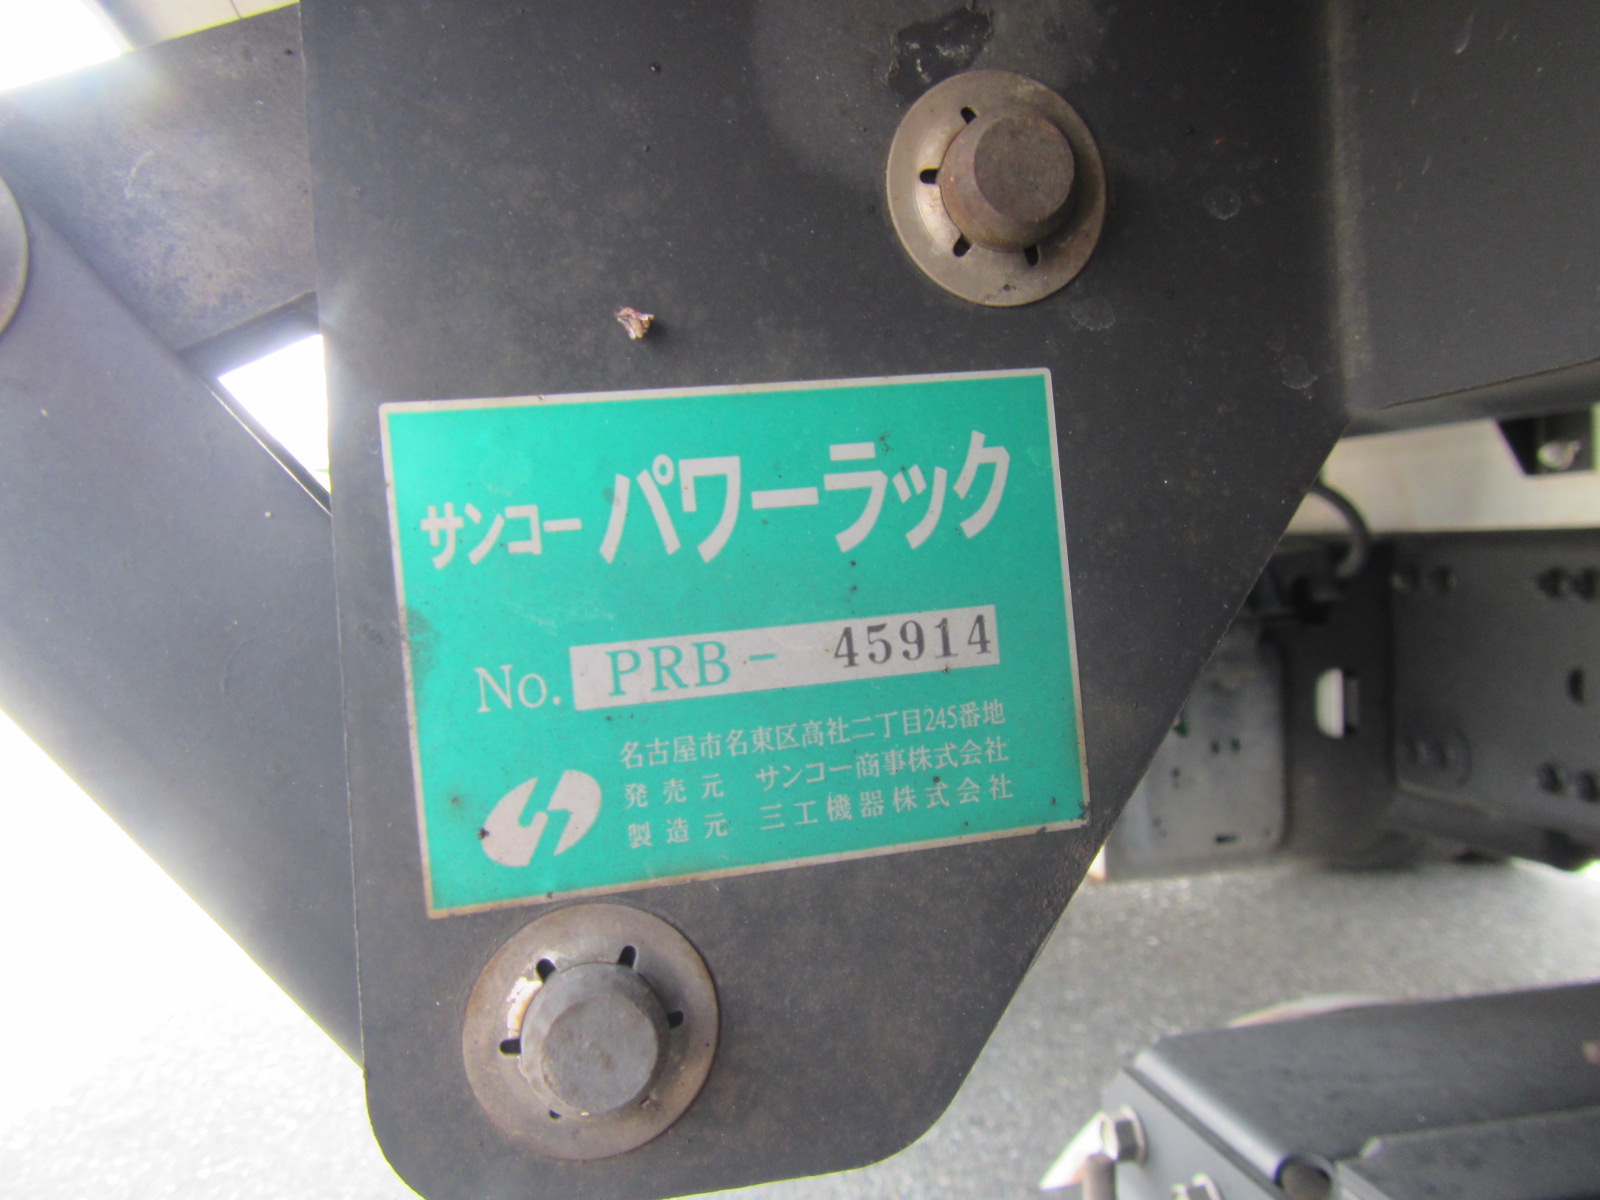 サンコーパワーラック
No. PRB- 45914
名古屋市名東区高社二丁目245番地
発売元 サンコー商事株式会社
製造元 三工機器株式会社